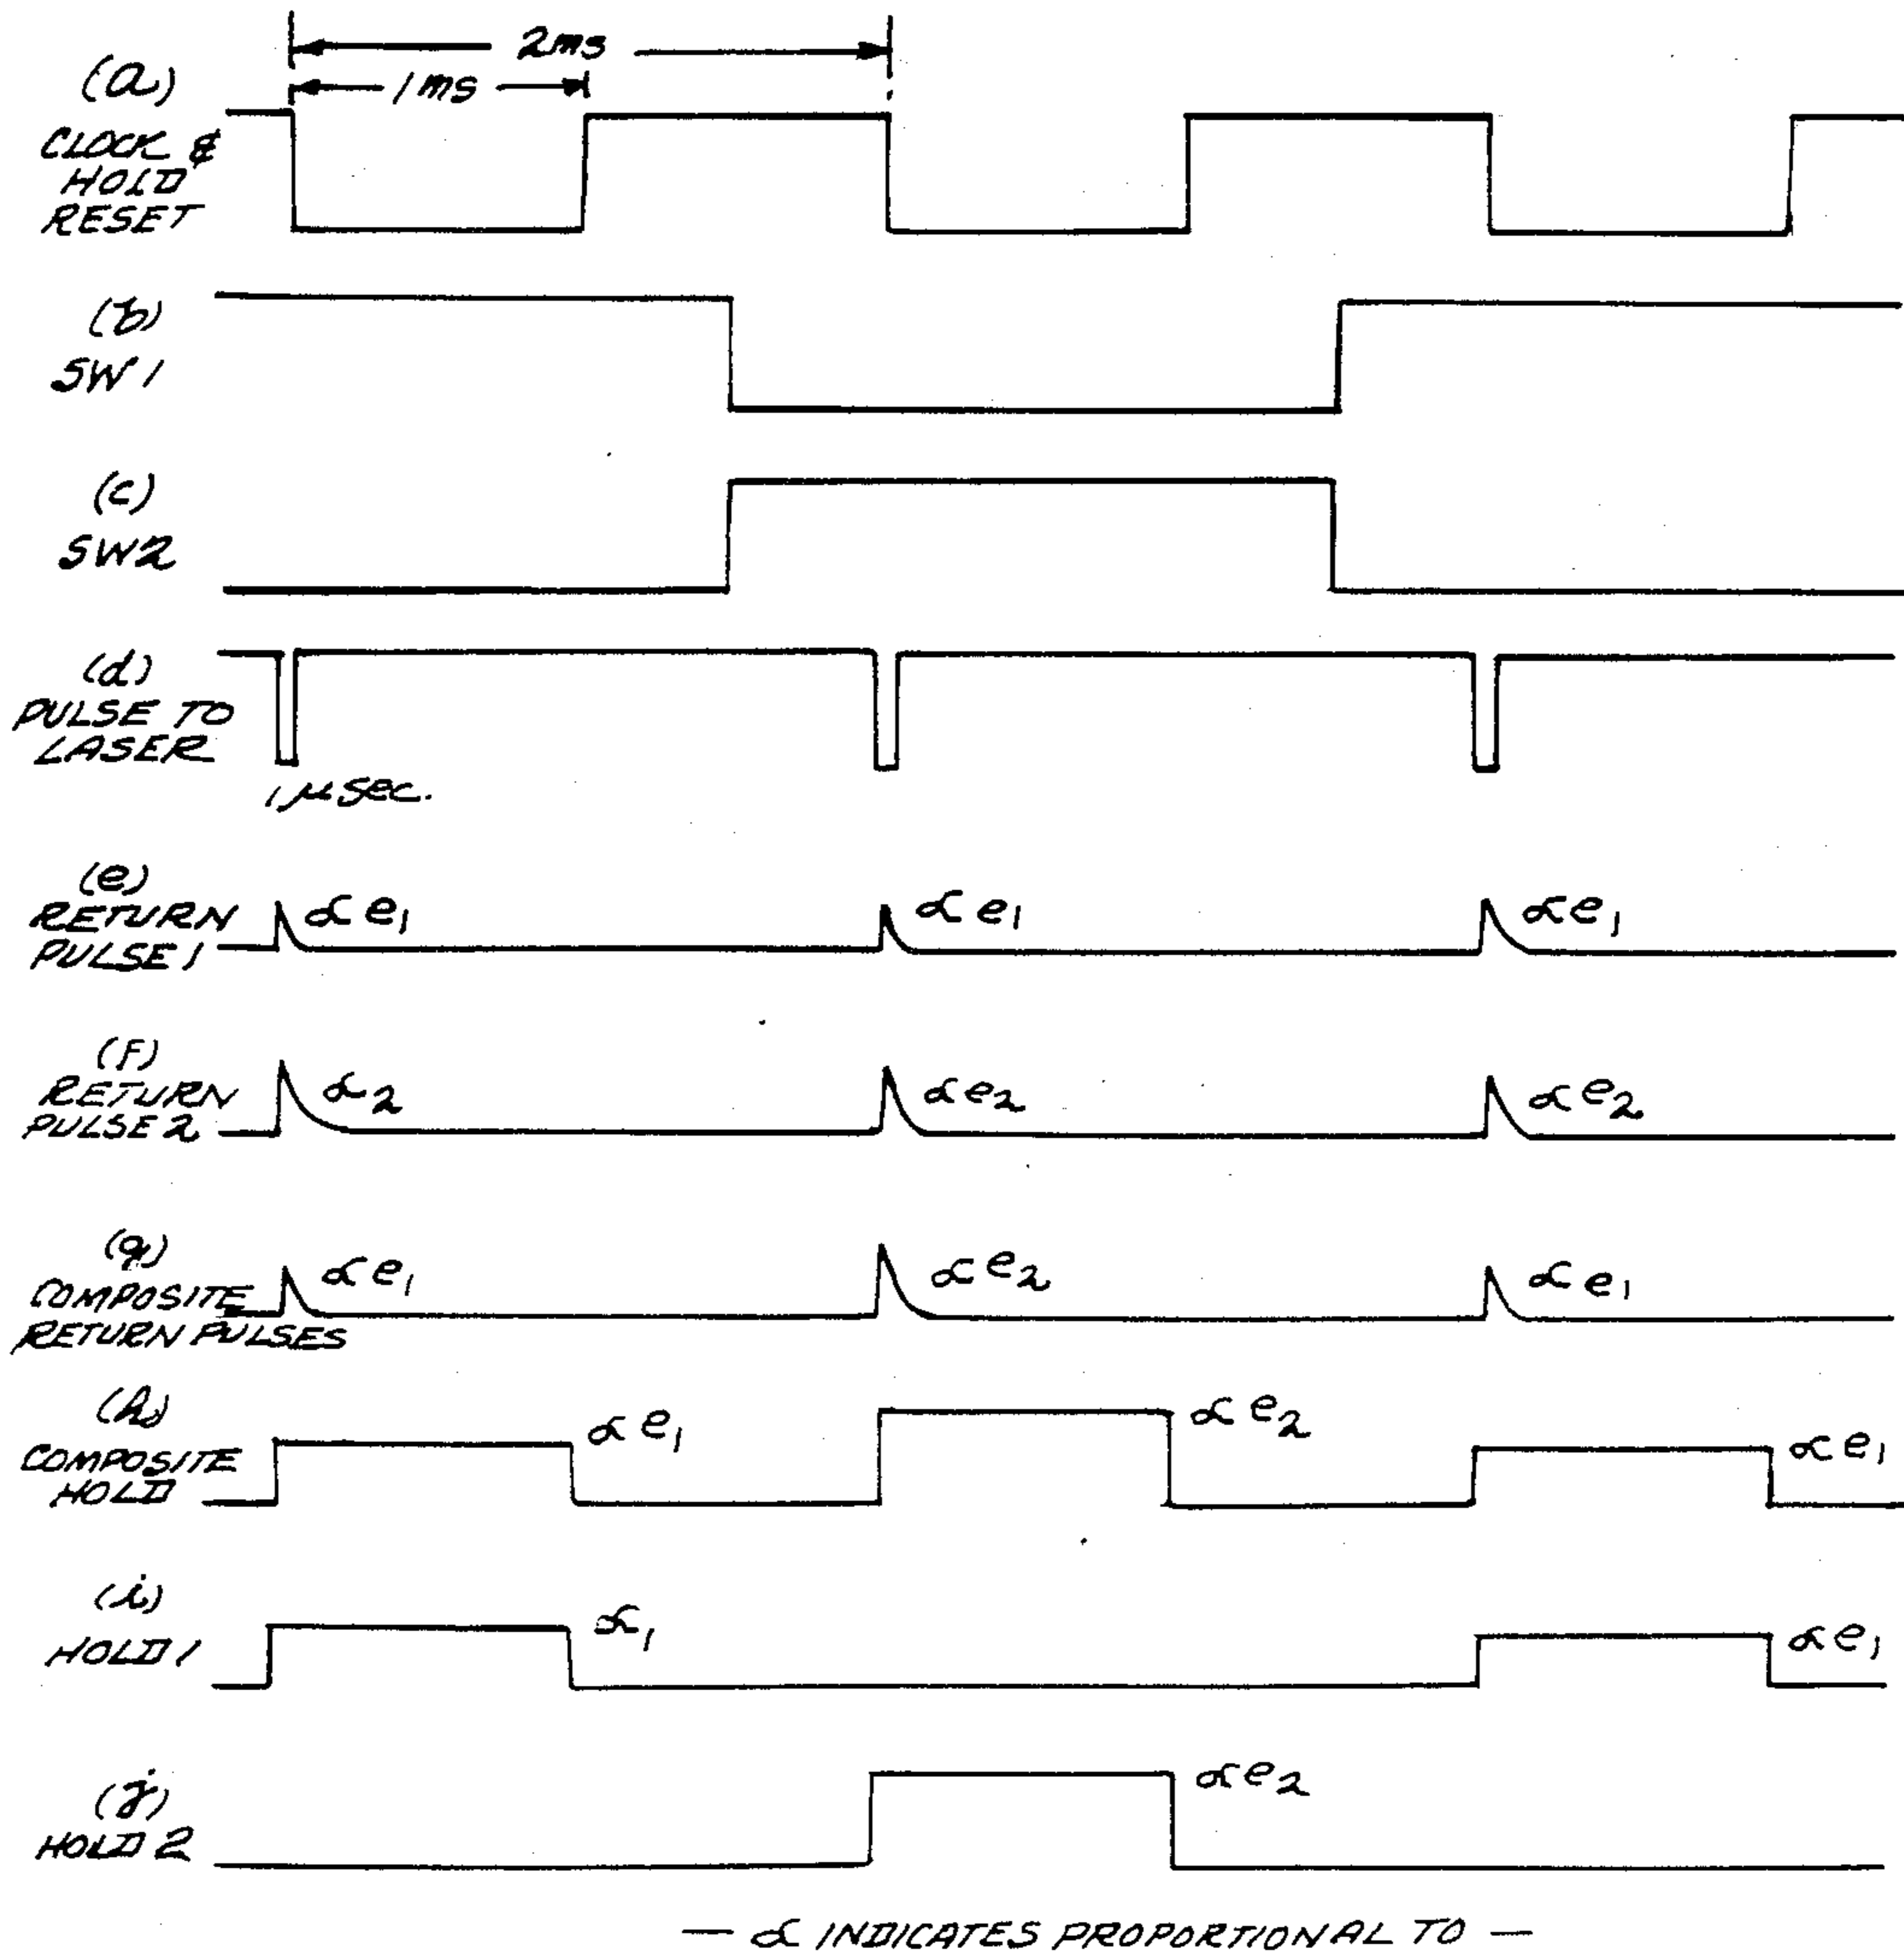 2ms
(a)
1ms
CLOCK &
HOLD
RESET
(b)
SW1
(c)
SW2
(d)
PULSE TO
LASER
1 μsec.
(e)
RETURN
PULSE 1
∝ e₁
∝ e₁
∝ e₁
(f)
RETURN
PULSE 2
∝ ₂
∝ e₂
∝ e₂
(g)
COMPOSITE
RETURN PULSES
∝ e₁
∝ e₂
∝ e₁
(h)
COMPOSITE
HOLD
∝ e₁
∝ e₂
∝ e₁
(i)
HOLD 1
∝ ₁
∝ e₁
(j)
HOLD 2
∝ e₂
— ∝ INDICATES PROPORTIONAL TO —